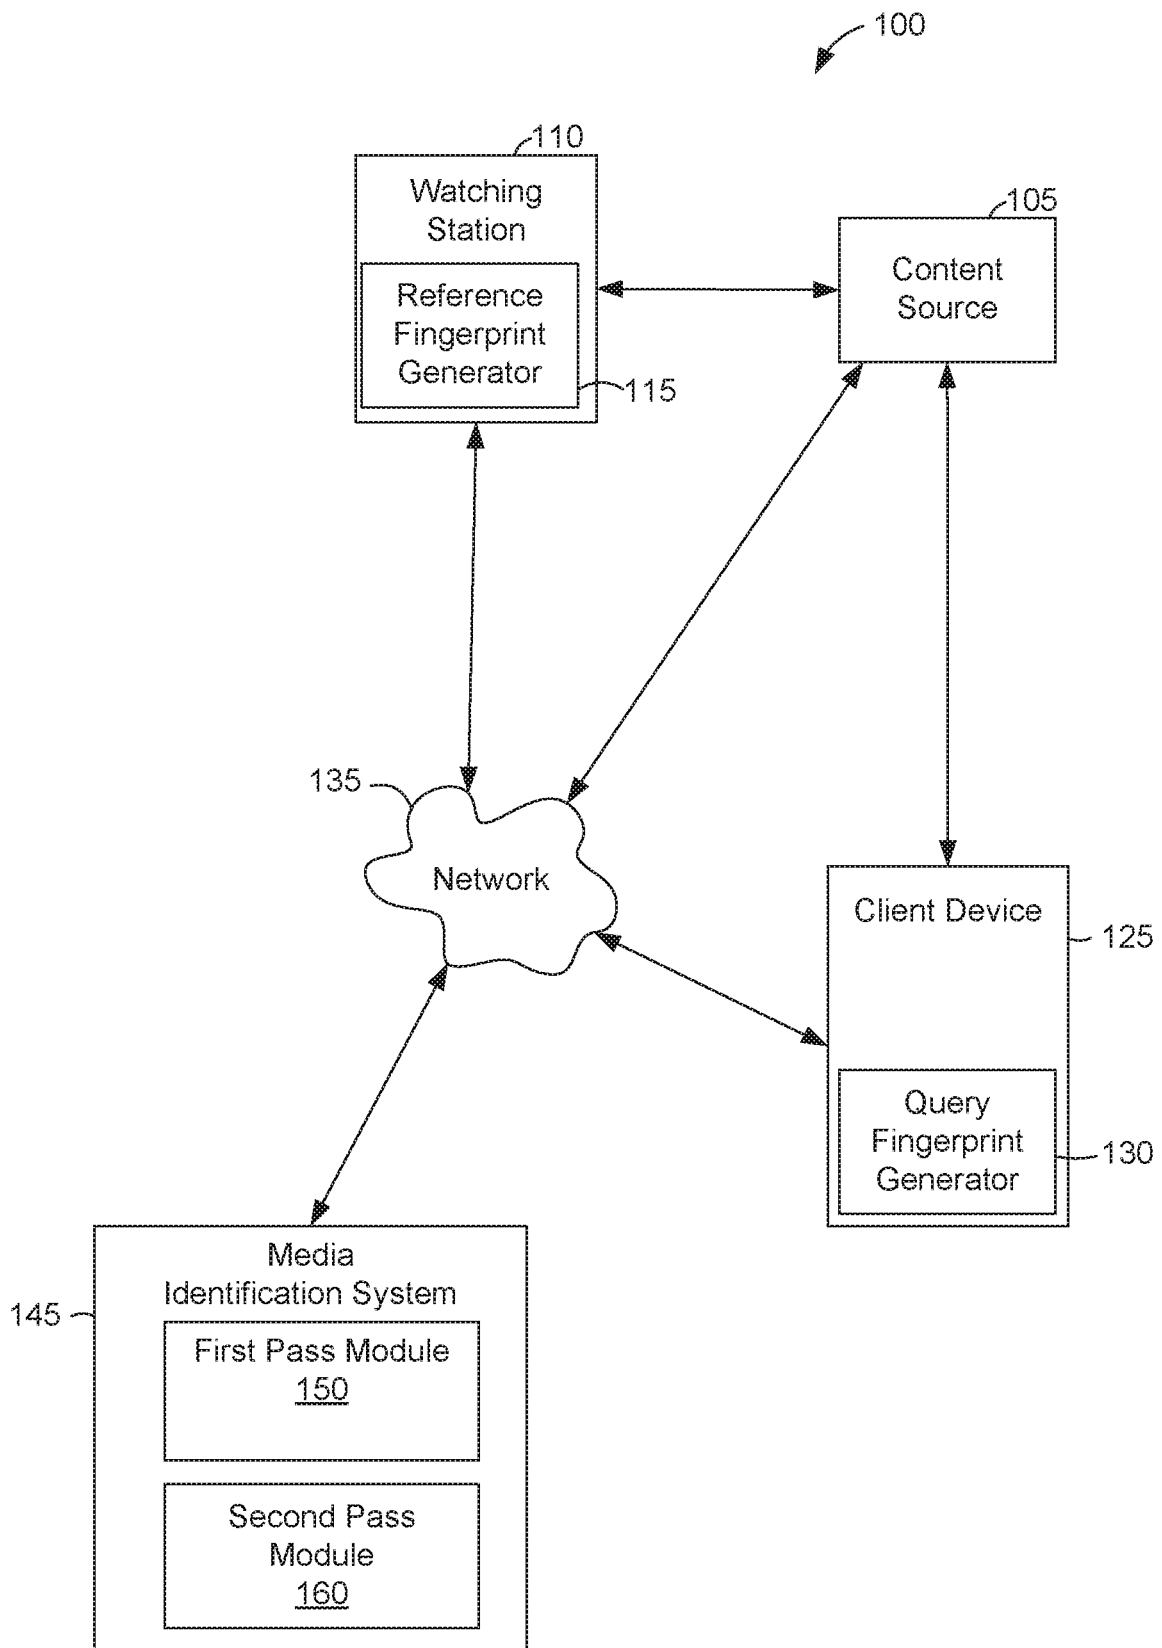 100
110
Watching
Station
Reference
Fingerprint
Generator
115
105
Content
Source
135
Network
Client Device
125
Query
Fingerprint
Generator
130
Media
Identification System
145
First Pass Module
150
Second Pass
Module
160